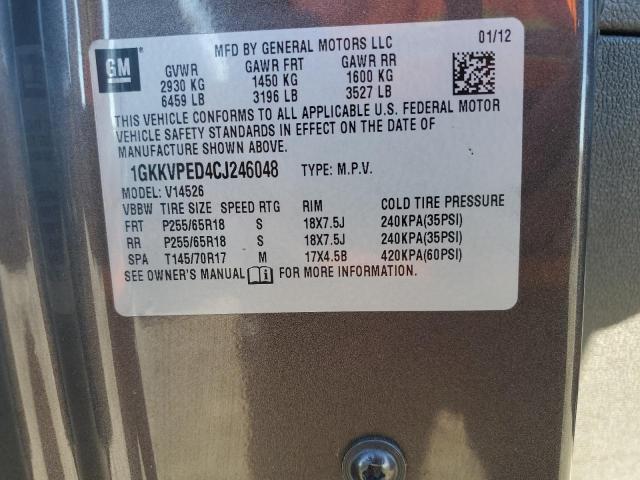 GM
MFD BY GENERAL MOTORS LLC 01/12
GVWR GAWR FRT GAWR RR
2930 KG 1450 KG 1600 KG
6459 LB 3196 LB 3527 LB
THIS VEHICLE CONFORMS TO ALL APPLICABLE U.S. FEDERAL MOTOR
VEHICLE SAFETY STANDARDS IN EFFECT ON THE DATE OF
MANUFACTURE SHOWN ABOVE.
1GKKVPED4CJ246048 TYPE: M.P.V.
MODEL: V14526
VBBW TIRE SIZE SPEED RTG RIM COLD TIRE PRESSURE
FRT P255/65R18 S 18X7.5J 240KPA(35PSI)
RR P255/65R18 S 18X7.5J 240KPA(35PSI)
SPA T145/70R17 M 17X4.5B 420KPA(60PSI)
SEE OWNER'S MANUAL FOR MORE INFORMATION.